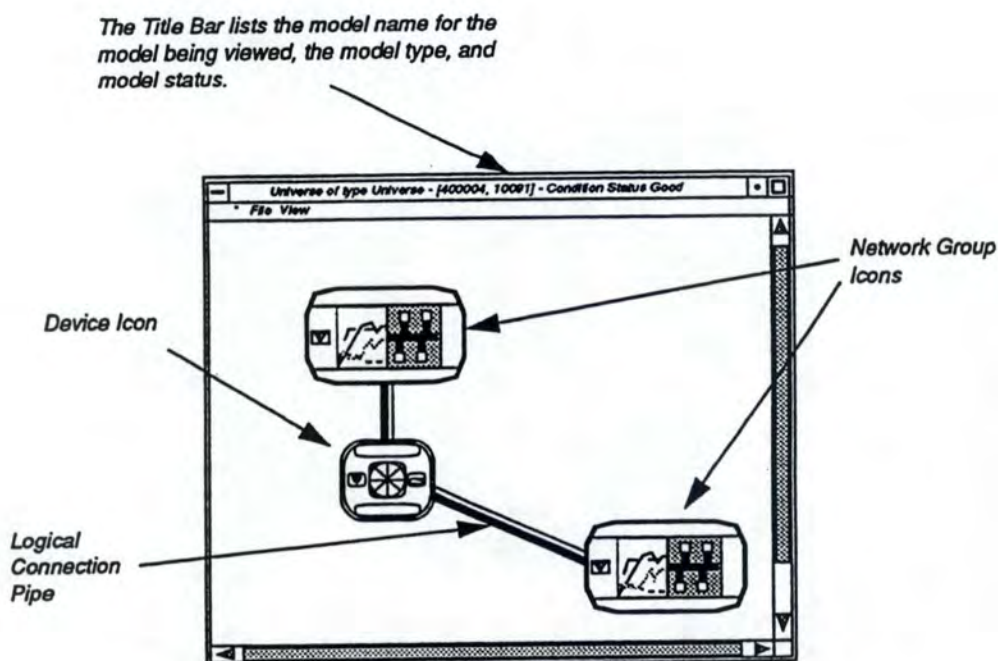 The Title Bar lists the model name for the
model being viewed, the model type, and
model status.
Universe of type Universe - [400004, 10091] - Condition Status Good
* File View
Network Group
Icons
Device Icon
Logical
Connection
Pipe